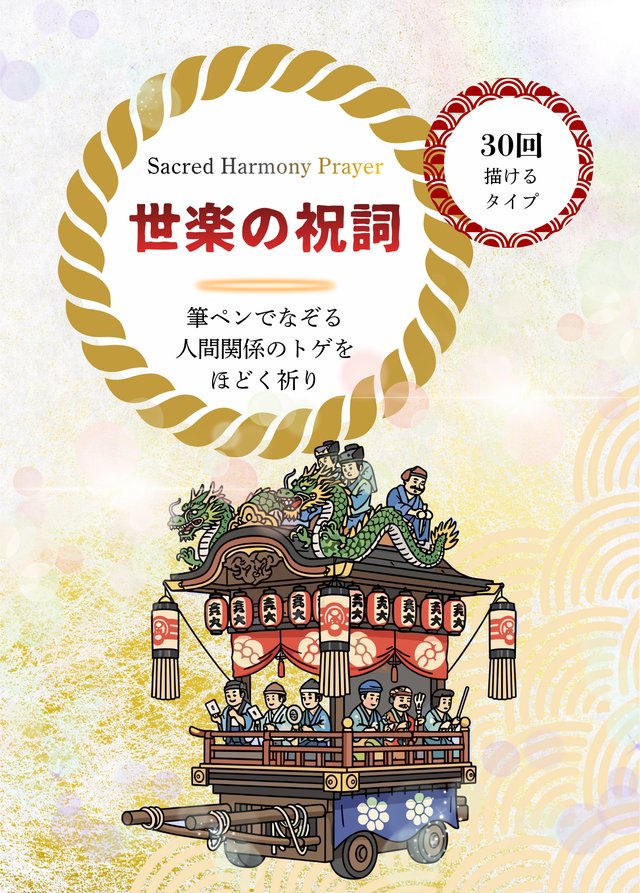 Sacred Harmony Prayer
世楽の祝詞
筆ペンでなぞる
人間関係のトゲを
ほどく祈り
30回
描ける
タイプ